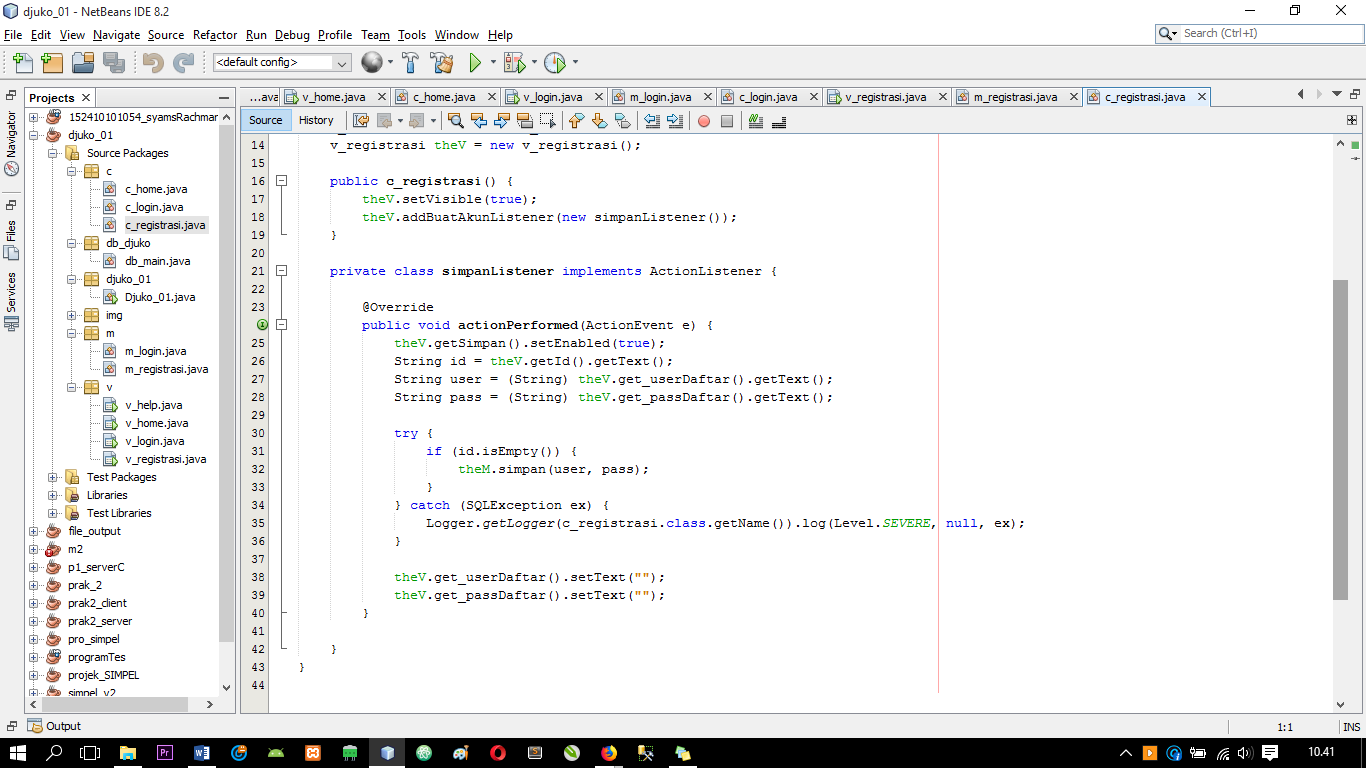 djuko_01 - NetBeans IDE 8.2
File Edit View Navigate Source Refactor Run Debug Profile Team Tools Window Help
Search (Ctrl+I)
<default config>
Projects
...ava v_home.java c_home.java v_login.java m_login.java c_login.java v_registrasi.java m_registrasi.java c_registrasi.java
Navigator
Files
Services
152410101054_syamsRachmar
djuko_01
Source Packages
c
c_home.java
c_login.java
c_registrasi.java
db_djuko
db_main.java
djuko_01
Djuko_01.java
img
m
m_login.java
m_registrasi.java
v
v_help.java
v_home.java
v_login.java
v_registrasi.java
Test Packages
Libraries
Test Libraries
file_output
m2
p1_serverC
prak_2
prak2_client
prak2_server
pro_simpel
programTes
projek_SIMPEL
simpel_v2
Source History
14 v_registrasi theV = new v_registrasi();
15
16 public c_registrasi() {
17 theV.setVisible(true);
18 theV.addBuatAkunListener(new simpanListener());
19 }
20
21 private class simpanListener implements ActionListener {
22
23 @Override
public void actionPerformed(ActionEvent e) {
25 theV.getSimpan().setEnabled(true);
26 String id = theV.getId().getText();
27 String user = (String) theV.get_userDaftar().getText();
28 String pass = (String) theV.get_passDaftar().getText();
29
30 try {
31 if (id.isEmpty()) {
32 theM.simpan(user, pass);
33 }
34 } catch (SQLException ex) {
35 Logger.getLogger(c_registrasi.class.getName()).log(Level.SEVERE, null, ex);
36 }
37
38 theV.get_userDaftar().setText("");
39 theV.get_passDaftar().setText("");
40 }
41
42 }
43 }
44
Output
1:1 INS
10.41